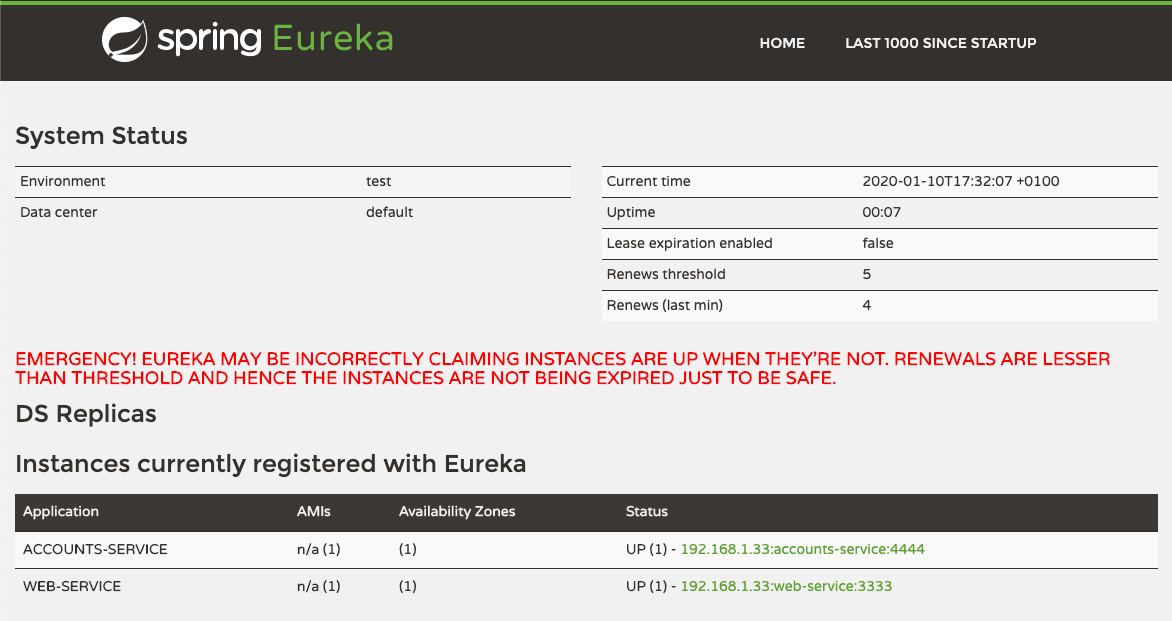 spring Eureka
HOME LAST 1000 SINCE STARTUP
System Status
Environment test
Data center default
Current time 2020-01-10T17:32:07 +0100
Uptime 00:07
Lease expiration enabled false
Renews threshold 5
Renews (last min) 4
EMERGENCY! EUREKA MAY BE INCORRECTLY CLAIMING INSTANCES ARE UP WHEN THEY'RE NOT. RENEWALS ARE LESSER
THAN THRESHOLD AND HENCE THE INSTANCES ARE NOT BEING EXPIRED JUST TO BE SAFE.
DS Replicas
Instances currently registered with Eureka
Application AMIs Availability Zones Status
ACCOUNTS-SERVICE n/a (1) (1) UP (1) - 192.168.1.33:accounts-service:4444
WEB-SERVICE n/a (1) (1) UP (1) - 192.168.1.33:web-service:3333